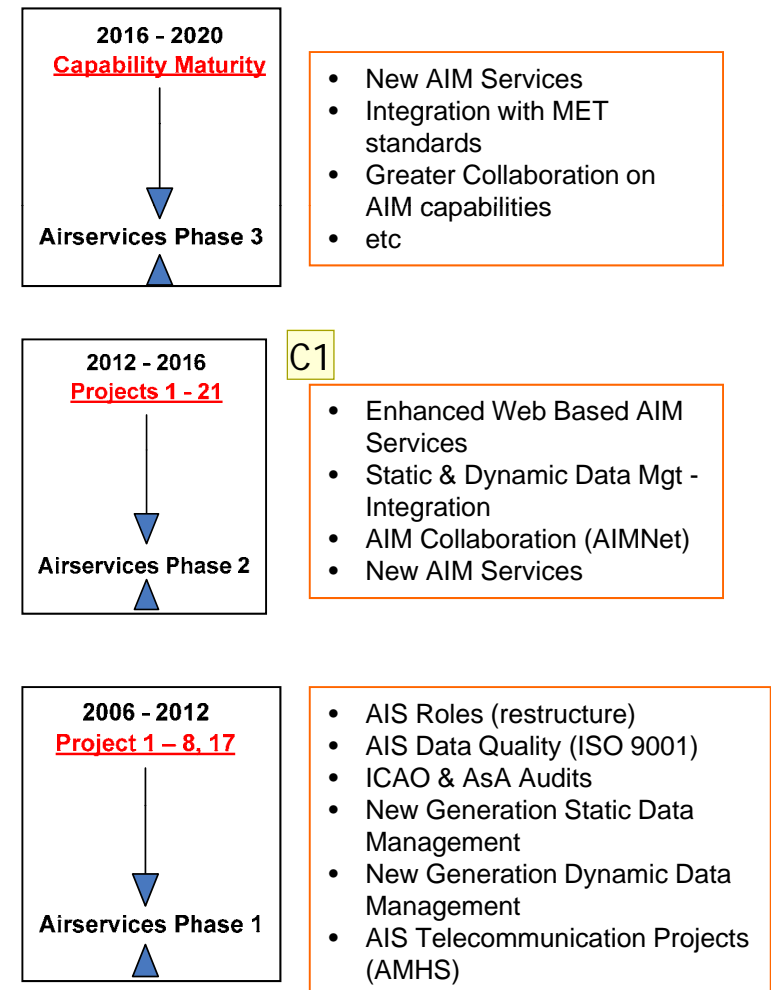 2016 - 2020
Capability Maturity
Airservices Phase 3
• New AIM Services
• Integration with MET
standards
• Greater Collaboration on
AIM capabilities
• etc
2012 - 2016
Projects 1 - 21
Airservices Phase 2
C1
• Enhanced Web Based AIM
Services
• Static & Dynamic Data Mgt -
Integration
• AIM Collaboration (AIMNet)
• New AIM Services
2006 - 2012
Project 1 – 8, 17
Airservices Phase 1
• AIS Roles (restructure)
• AIS Data Quality (ISO 9001)
• ICAO & AsA Audits
• New Generation Static Data
Management
• New Generation Dynamic Data
Management
• AIS Telecommunication Projects
(AMHS)